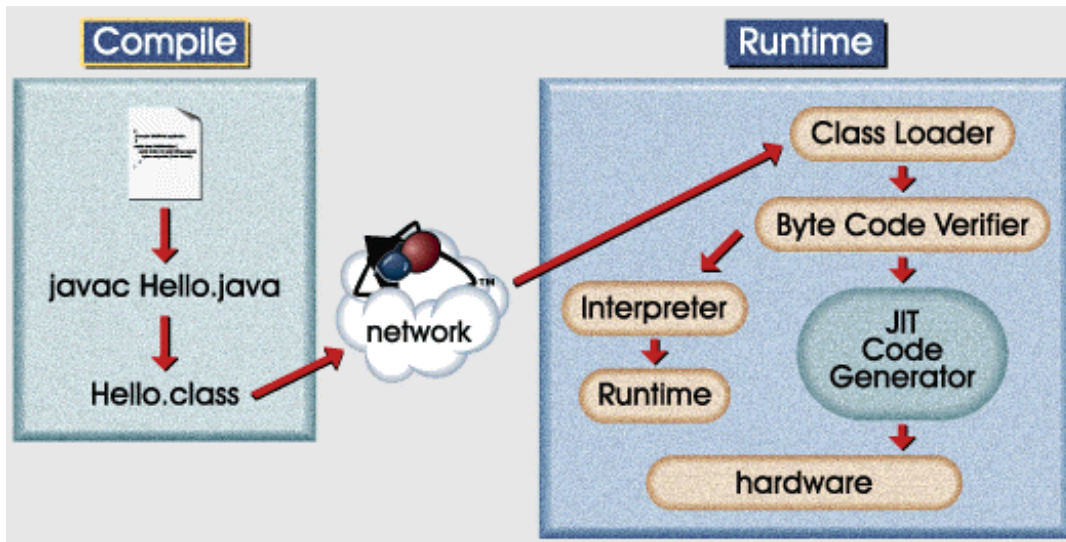 Compile
javac Hello.java
Hello.class
network
TM
Runtime
Class Loader
Byte Code Verifier
Interpreter
Runtime
JIT
Code
Generator
hardware